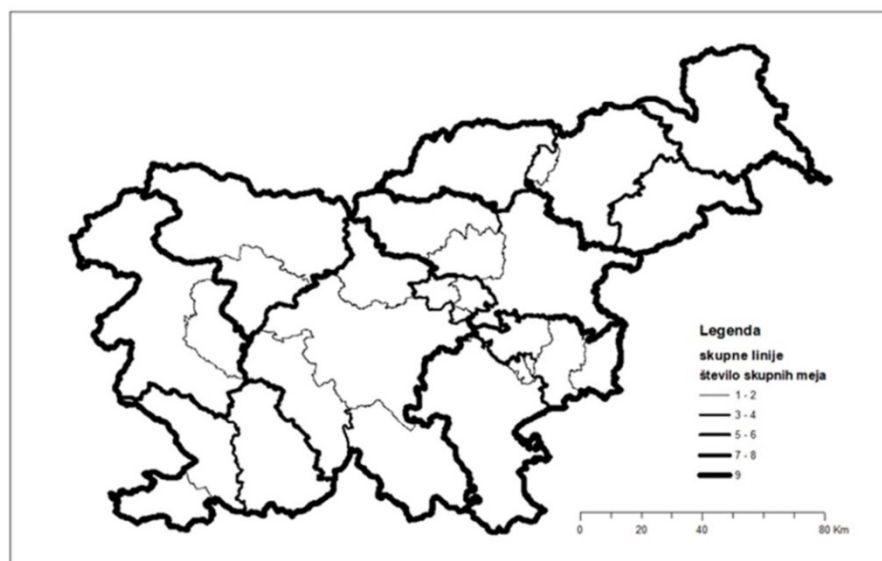 Legenda
skupne linije
število skupnih meja
1 - 2
3 - 4
5 - 6
7 - 8
9
0 20 40 80 Km